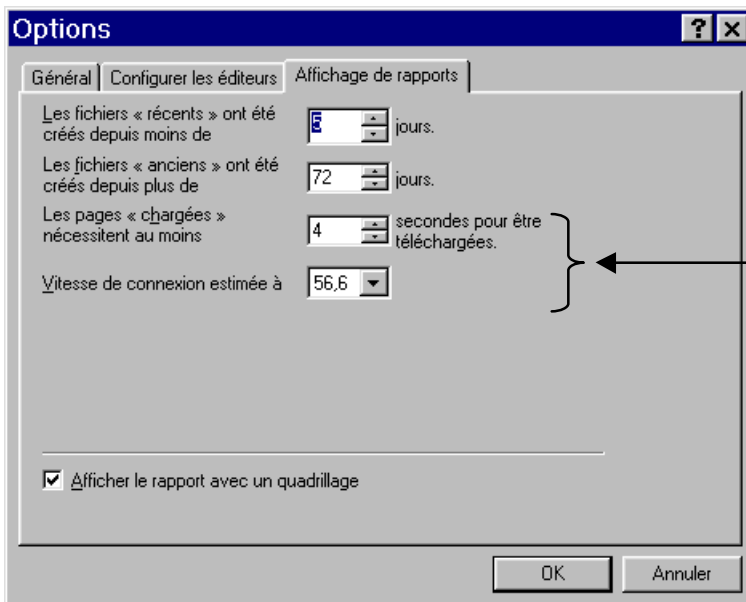 Options
Général Configurer les éditeurs Affichage de rapports
Les fichiers « récents » ont été
créés depuis moins de
5 jours.
Les fichiers « anciens » ont été
créés depuis plus de
72 jours.
Les pages « chargées »
nécessitent au moins
4 secondes pour être
téléchargées.
Vitesse de connexion estimée à 56,6
Afficher le rapport avec un quadrillage
OK Annuler